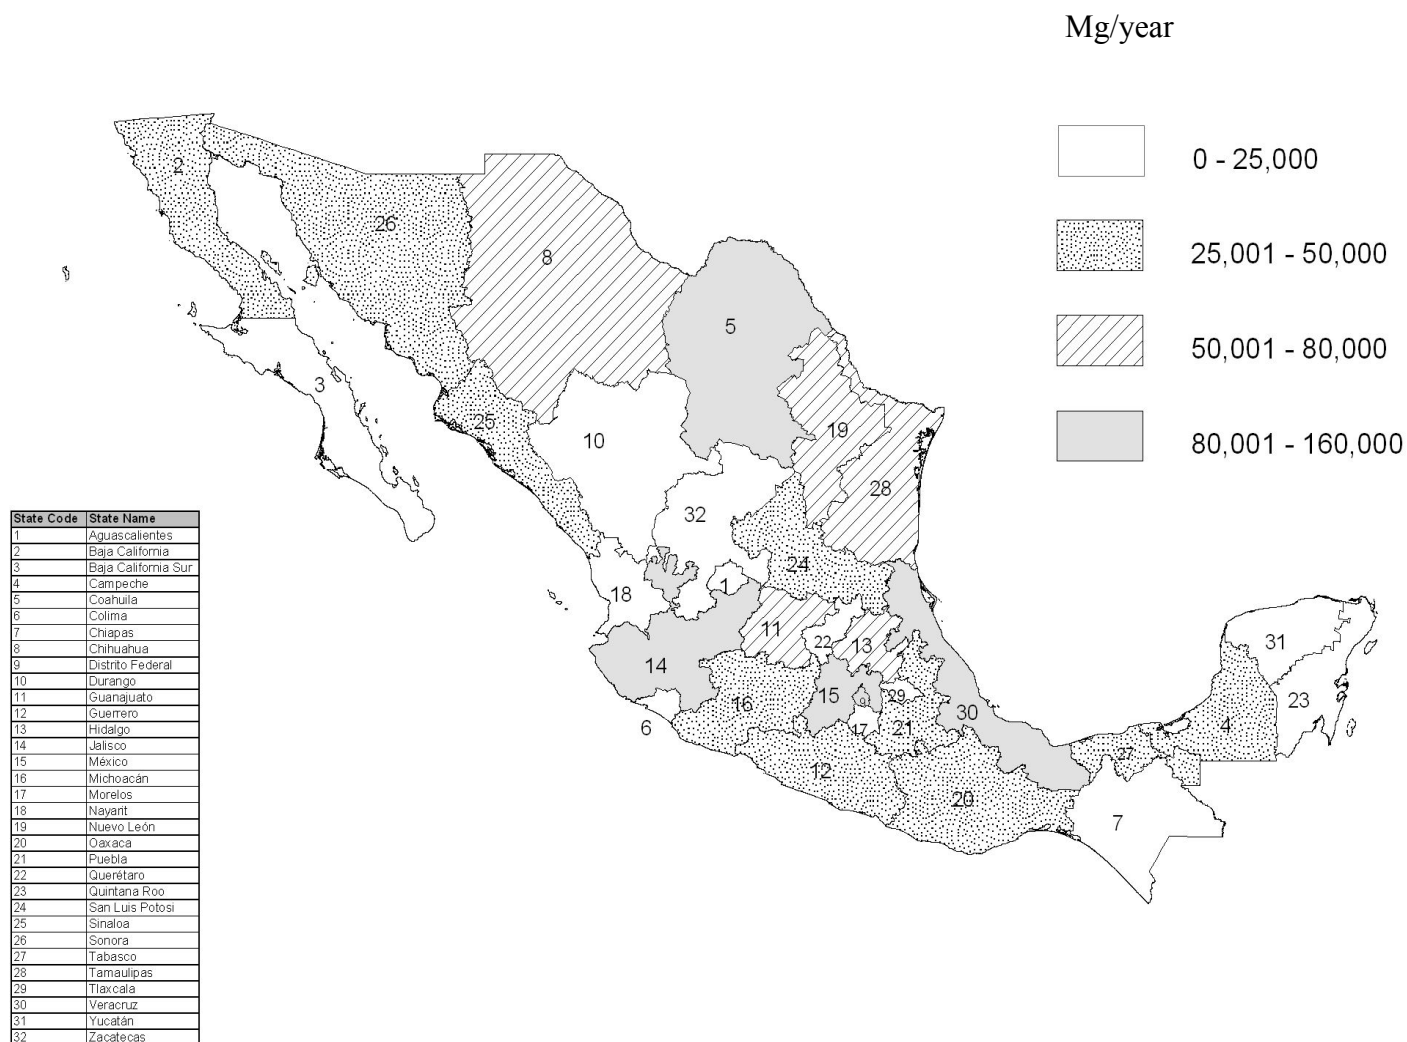 Mg/year
0 - 25,000
25,001 - 50,000
50,001 - 80,000
80,001 - 160,000
2
26
8
5
3
19
10
25
28
32
24
1
18
11
22
13
31
14
15
9
29
23
16
30
6
17
21
4
27
12
20
7
State Code State Name
1 Aguascalientes
2 Baja California
3 Baja California Sur
4 Campeche
5 Coahuila
6 Colima
7 Chiapas
8 Chihuahua
9 Distrito Federal
10 Durango
11 Guanajuato
12 Guerrero
13 Hidalgo
14 Jalisco
15 México
16 Michoacán
17 Morelos
18 Nayarit
19 Nuevo León
20 Oaxaca
21 Puebla
22 Querétaro
23 Quintana Roo
24 San Luis Potosi
25 Sinaloa
26 Sonora
27 Tabasco
28 Tamaulipas
29 Tlaxcala
30 Veracruz
31 Yucatán
32 Zacatecas